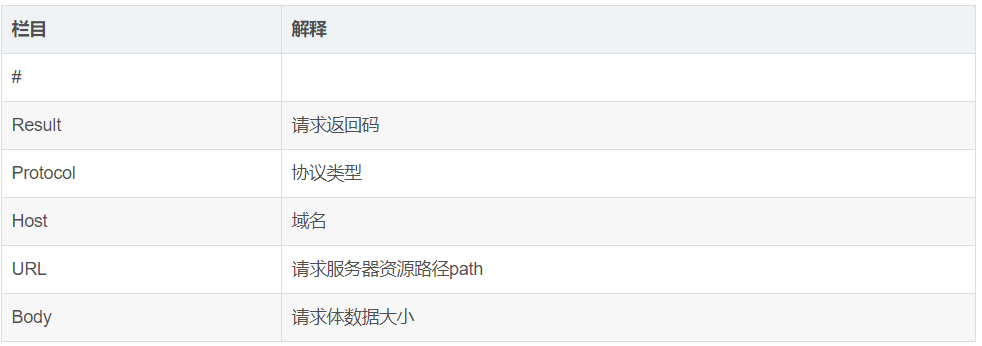 栏目 解释
#
Result 请求返回码
Protocol 协议类型
Host 域名
URL 请求服务器资源路径path
Body 请求体数据大小